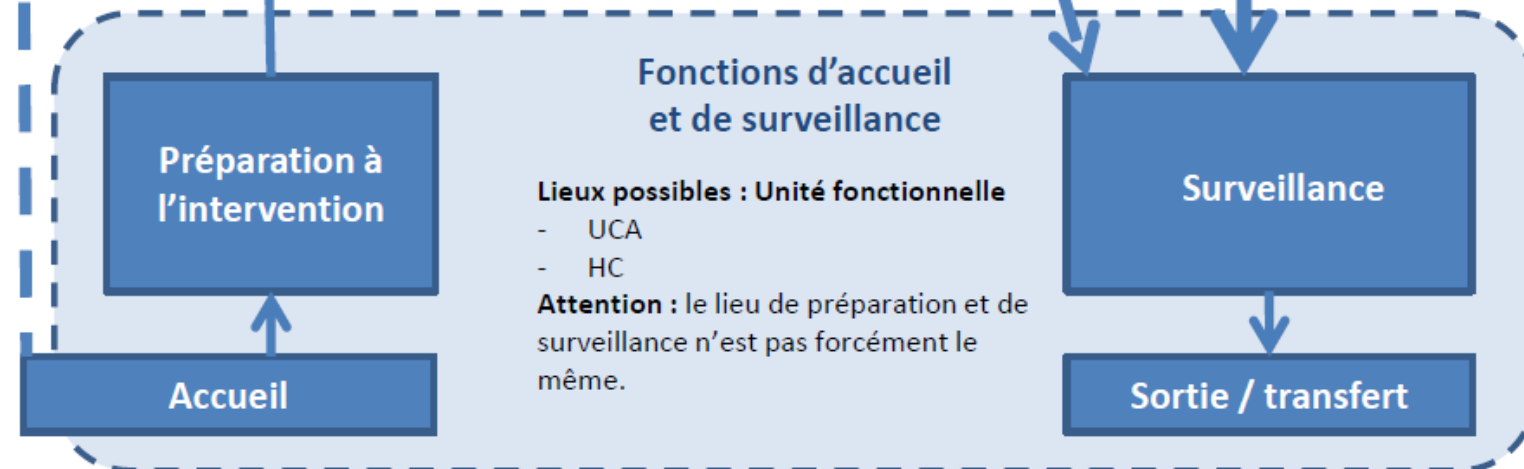 Fonctions d'accueil
et de surveillance
Préparation à
l'intervention
Lieux possibles : Unité fonctionnelle
- UCA
- HC
Attention : le lieu de préparation et de
surveillance n'est pas forcément le
même.
Surveillance
Accueil
Sortie / transfert